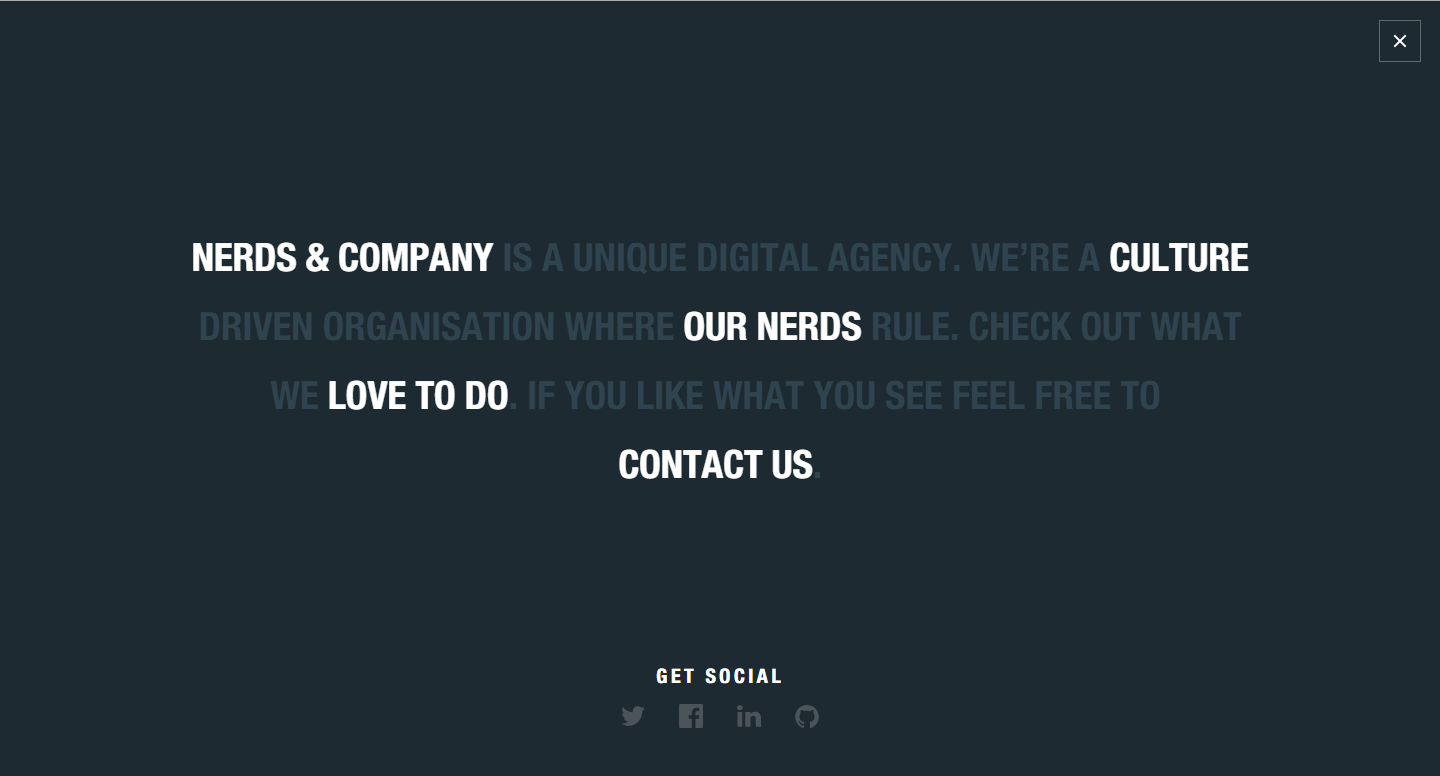 NERDS & COMPANY IS A UNIQUE DIGITAL AGENCY. WE’RE A CULTURE
DRIVEN ORGANISATION WHERE OUR NERDS RULE. CHECK OUT WHAT
WE LOVE TO DO. IF YOU LIKE WHAT YOU SEE FEEL FREE TO
CONTACT US.
GET SOCIAL